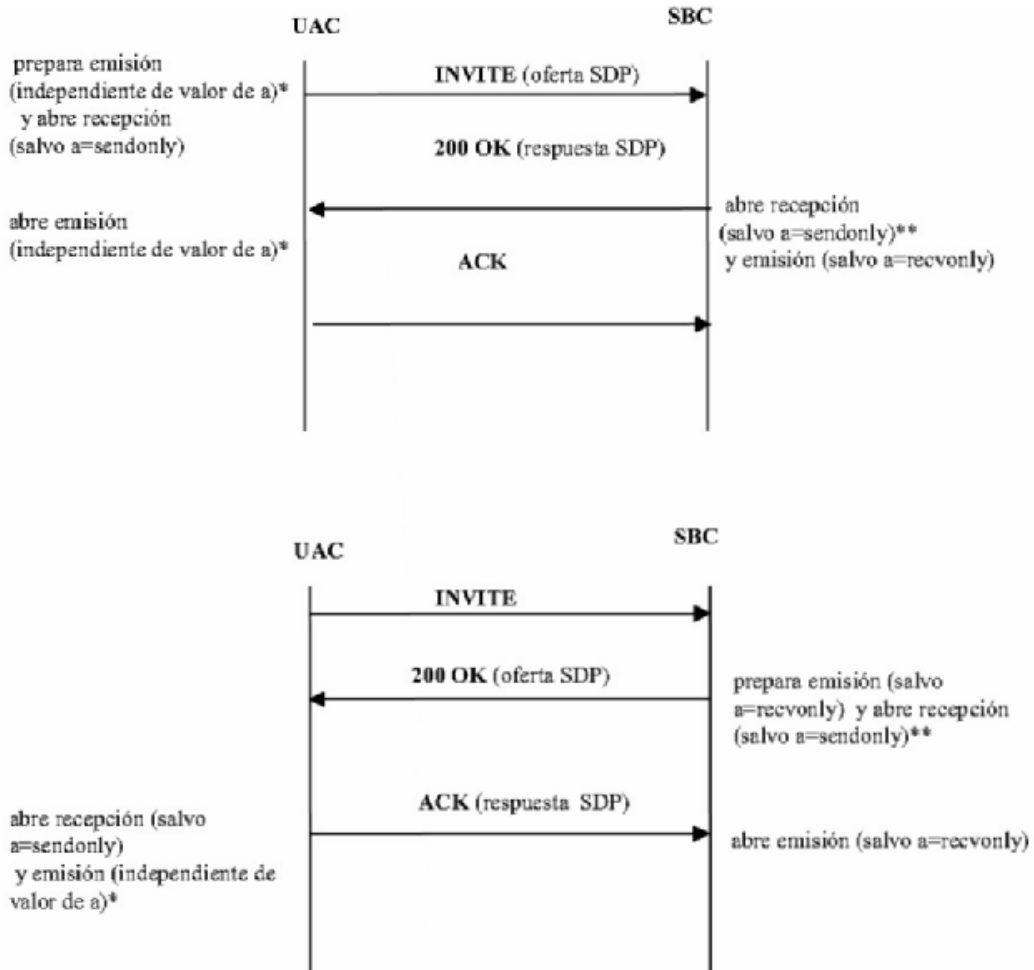 UAC
SBC
prepara emisión
(independiente de valor de a)*
y abre recepción
(salvo a=sendonly)
INVITE (oferta SDP)
200 OK (respuesta SDP)
abre emisión
(independiente de valor de a)*
abre recepción
(salvo a=sendonly)**
y emisión (salvo a=recvonly)
ACK
UAC
SBC
INVITE
200 OK (oferta SDP)
prepara emisión (salvo
a=recvonly) y abre recepción
(salvo a=sendonly)**
ACK (respuesta SDP)
abre recepción (salvo
a=sendonly)
y emisión (independiente de
valor de a)*
abre emisión (salvo a=recvonly)